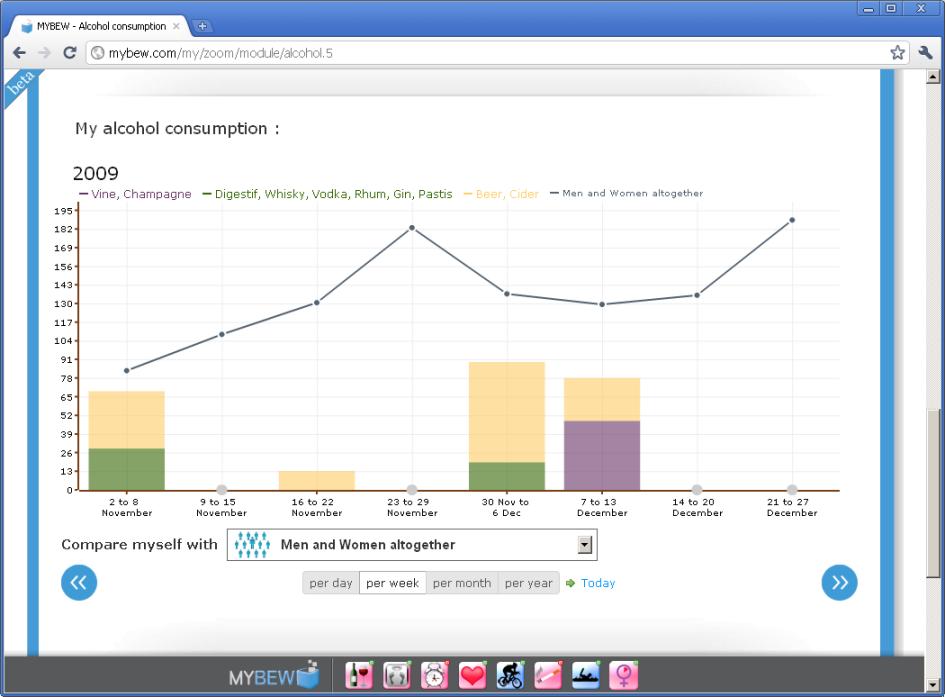 MYBEW - Alcohol consumption
mybew.com/my/zoom/module/alcohol.5
beta
My alcohol consumption :
2009
Vine, Champagne
Digestif, Whisky, Vodka, Rhum, Gin, Pastis
Beer, Cider
Men and Women altogether
195
182
169
156
143
130
117
104
91
78
65
52
39
26
13
0
2 to 8
November
9 to 15
November
16 to 22
November
23 to 29
November
30 Nov to
6 Dec
7 to 13
December
14 to 20
December
21 to 27
December
Compare myself with
Men and Women altogether
per day
per week
per month
per year
Today
MYBEW